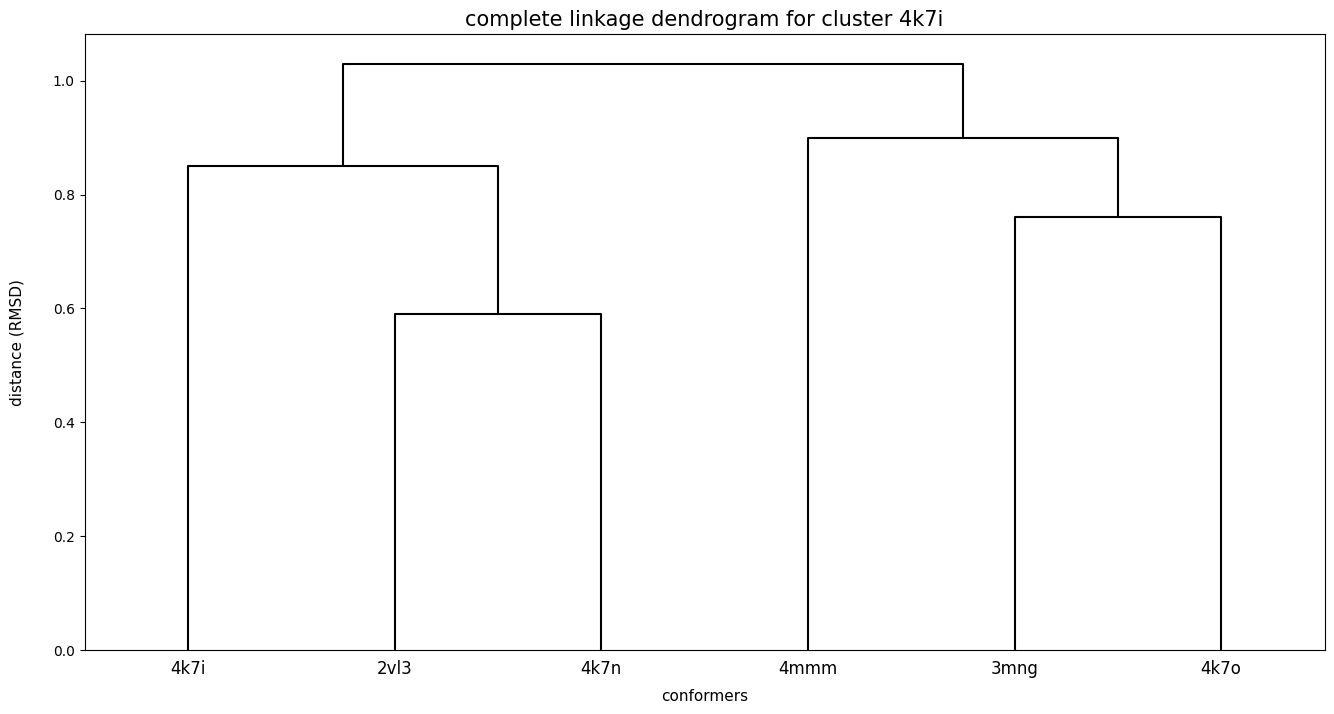 complete linkage dendrogram for cluster 4k7i
distance (RMSD)
1.0
0.8
0.6
0.4
0.2
0.0
4k7i 2vl3 4k7n 4mmm 3mng 4k7o
conformers